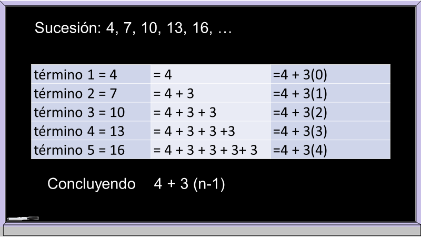 Sucesión: 4, 7, 10, 13, 16, …
término 1 = 4 = 4 =4 + 3(0)
término 2 = 7 = 4 + 3 =4 + 3(1)
término 3 = 10 = 4 + 3 + 3 =4 + 3(2)
término 4 = 13 = 4 + 3 + 3 +3 =4 + 3(3)
término 5 = 16 = 4 + 3 + 3 + 3+ 3 =4 + 3(4)
Concluyendo 4 + 3 (n-1)